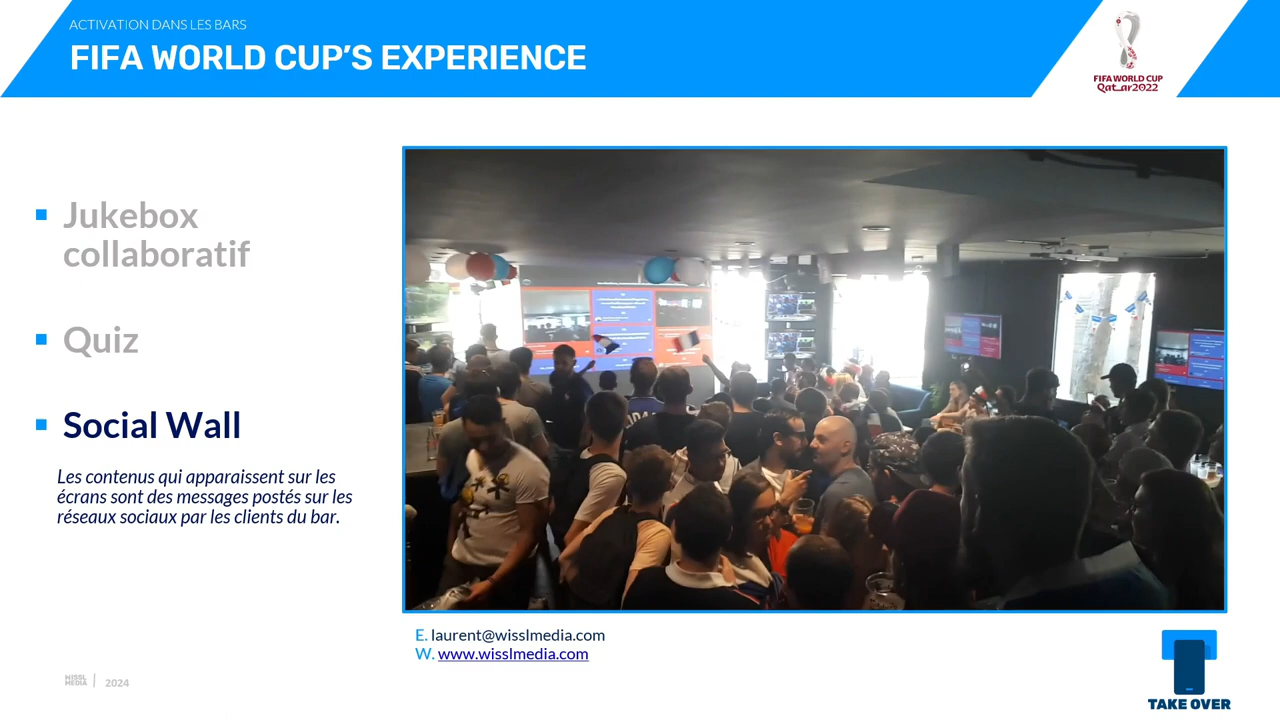 ACTIVATION DANS LES BARS
FIFA WORLD CUP'S EXPERIENCE
FIFA WORLD CUP
Qatar2022
Jukebox
collaboratif
Quiz
Social Wall
Les contenus qui apparaissent sur les
écrans sont des messages postés sur les
réseaux sociaux par les clients du bar.
E. laurent@wisslmedia.com
W. www.wisslmedia.com
WISSL
MEDIA
2024
TAKE OVER